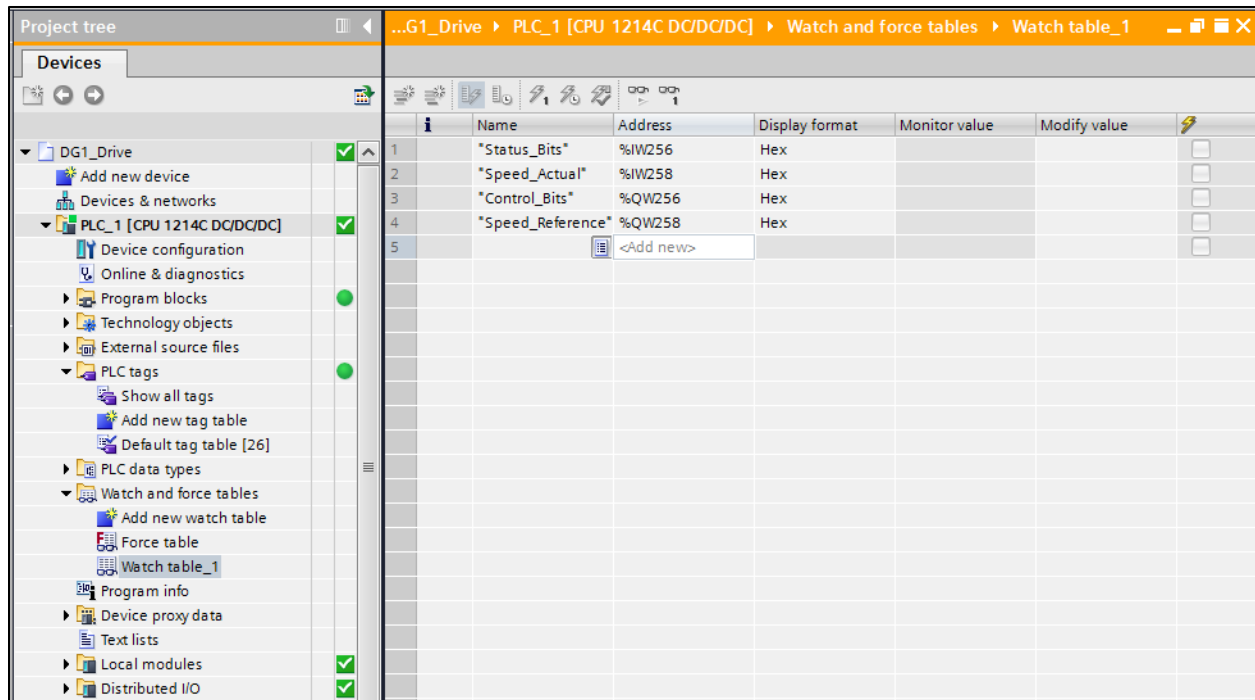 Project tree
Devices
DG1_Drive
Add new device
Devices & networks
PLC_1 [CPU 1214C DC/DC/DC]
Device configuration
Online & diagnostics
Program blocks
Technology objects
External source files
PLC tags
Show all tags
Add new tag table
Default tag table [26]
PLC data types
Watch and force tables
Add new watch table
Force table
Watch table_1
Program info
Device proxy data
Text lists
Local modules
Distributed I/O
...G1_Drive PLC_1 [CPU 1214C DC/DC/DC] Watch and force tables Watch table_1
i Name Address Display format Monitor value Modify value
1 "Status_Bits" %IW256 Hex
2 "Speed_Actual" %IW258 Hex
3 "Control_Bits" %QW256 Hex
4 "Speed_Reference" %QW258 Hex
5 <Add new>